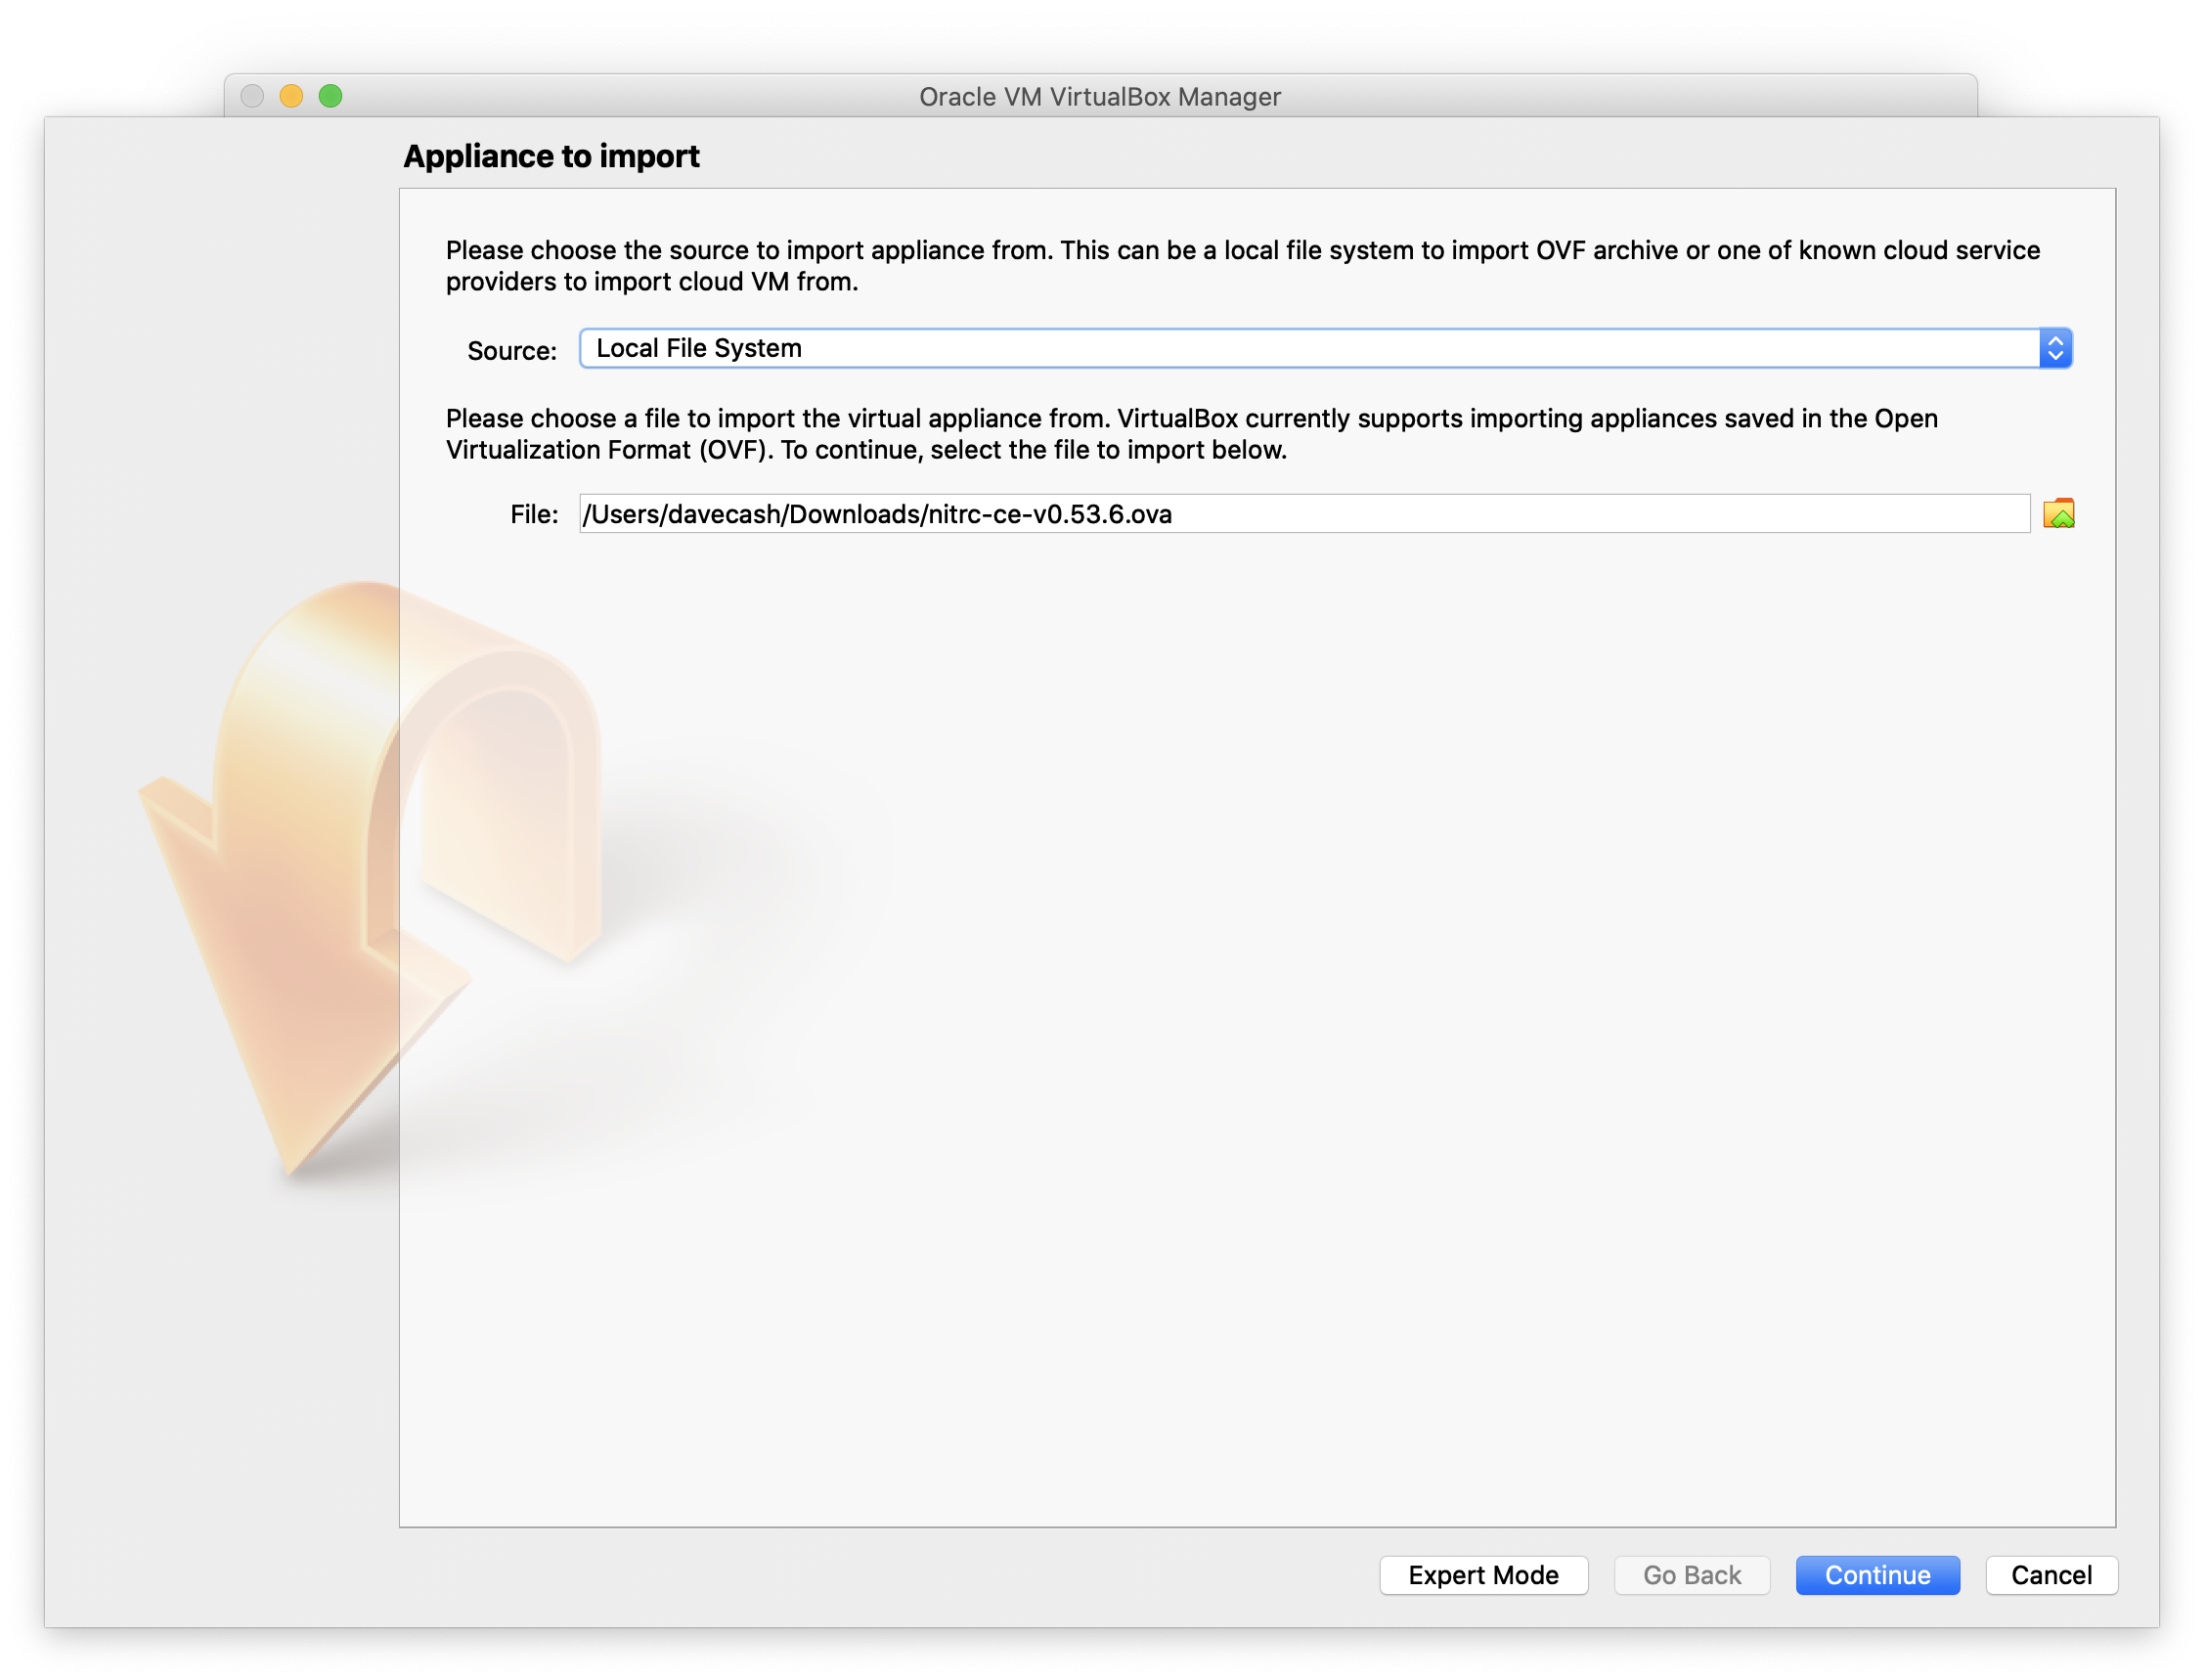 Oracle VM VirtualBox Manager
Appliance to import
Please choose the source to import appliance from. This can be a local file system to import OVF archive or one of known cloud service
providers to import cloud VM from.
Source: Local File System
Please choose a file to import the virtual appliance from. VirtualBox currently supports importing appliances saved in the Open
Virtualization Format (OVF). To continue, select the file to import below.
File: /Users/davecash/Downloads/nitrc-ce-v0.53.6.ova
Expert Mode Go Back Continue Cancel